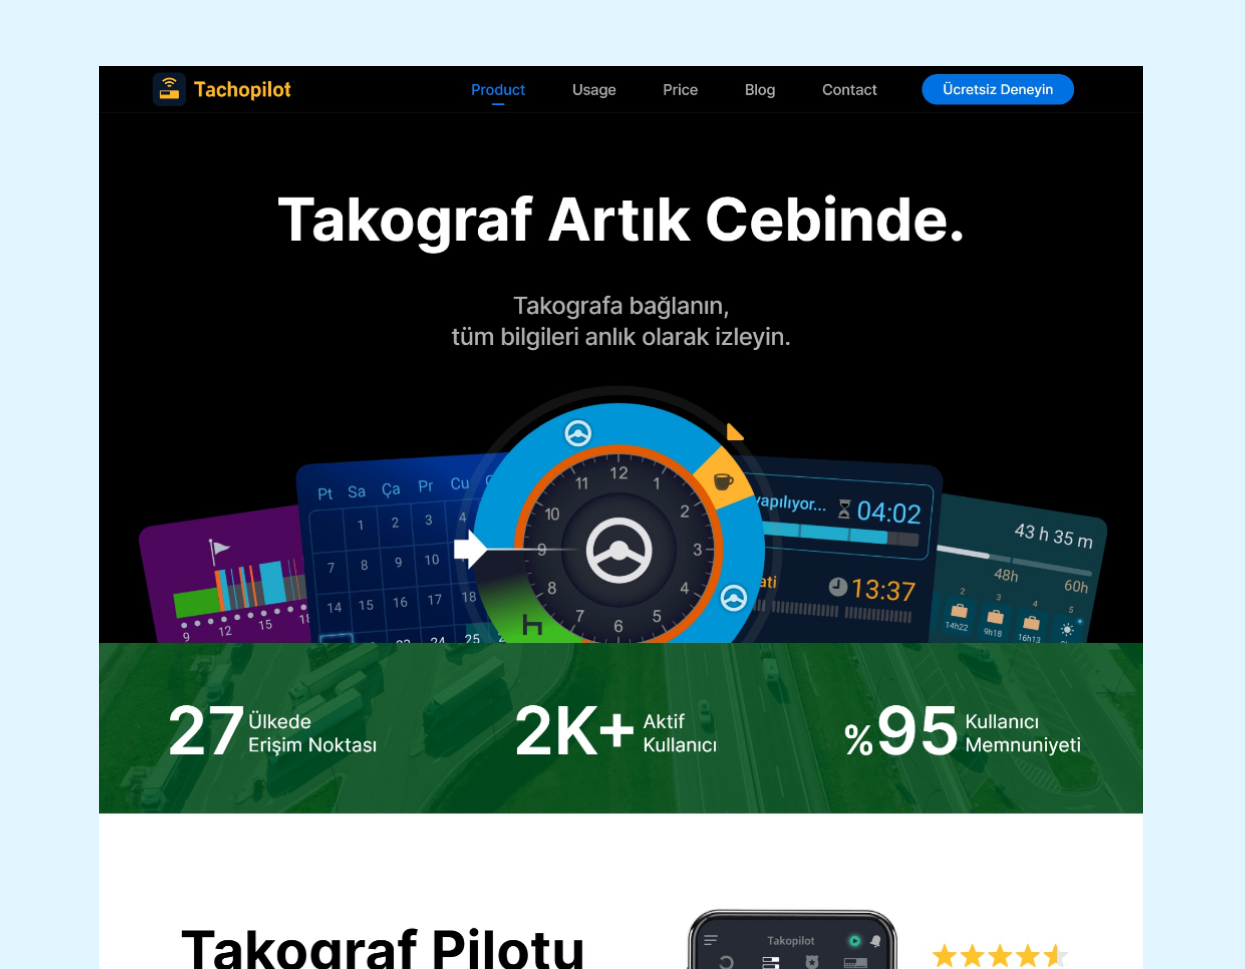 Tachopilot
Product Usage Price Blog Contact Ücretsiz Deneyin
Takograf Artık Cebinde.
Takografa bağlanın,
tüm bilgileri anlık olarak izleyin.
9 12 15
Pt Sa Ça Pr Cu
1 2 3 4
7 8 9 10
14 15 16 17 18
24 25
12 1 2 3 4 5 6 7 8 9 10 11
yapılıyor... 04:02
13:37
43 h 35 m
48h 60h
2 3 4 5
14h22 9h18 16h13
27 Ülkede
Erişim Noktası
2K+ Aktif
Kullanıcı
%95 Kullanıcı
Memnuniyeti
Takograf Pilotu
Takopilot